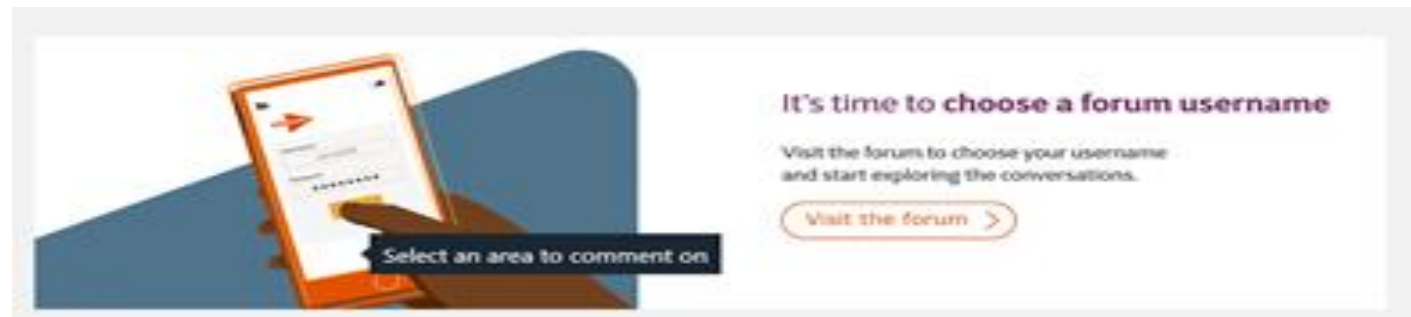 It's time to choose a forum username
Visit the forum to choose your username
and start exploring the conversations.
Visit the forum
Select an area to comment on